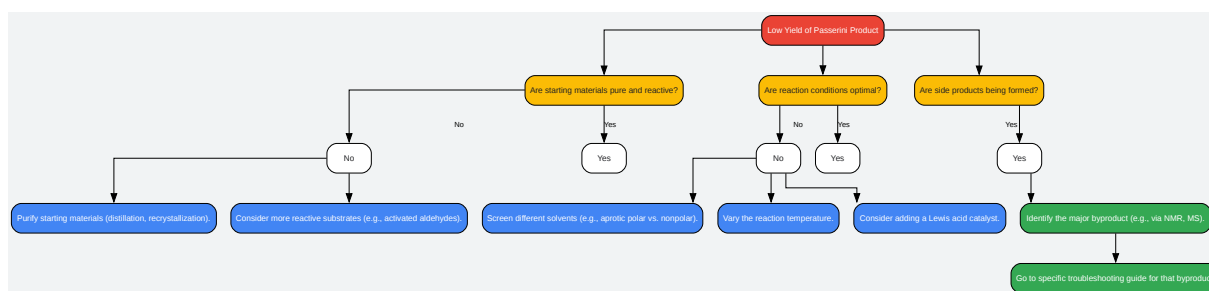 Low Yield of Passerini Product
Are starting materials pure and reactive?
Are reaction conditions optimal?
Are side products being formed?
No
Yes
No
Yes
Yes
No
Yes
No
Yes
Yes
Purify starting materials (distillation, recrystallization).
Consider more reactive substrates (e.g., activated aldehydes).
Screen different solvents (e.g., aprotic polar vs. nonpolar).
Vary the reaction temperature.
Consider adding a Lewis acid catalyst.
Identify the major byproduct (e.g., via NMR, MS).
Go to specific troubleshooting guide for that byproduc